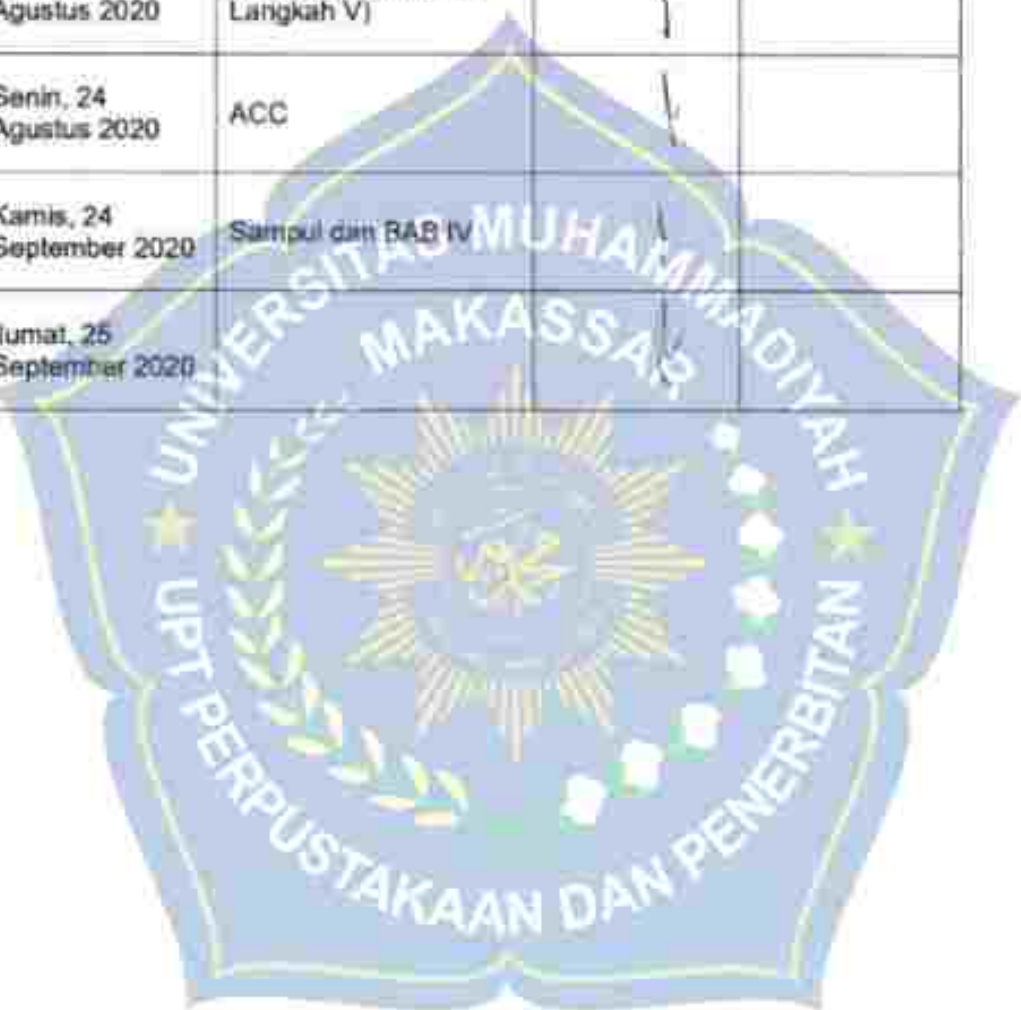 Agustus 2020
Langkah V)
Senin, 24
Agustus 2020
ACC
Kamis, 24
September 2020
Sampul dan BAB IV
Jumat, 25
September 2020
UNIVERSITAS MUHAMMADIYAH
MAKASSAR
UPT PERPUSTAKAAN DAN PENERBITAN